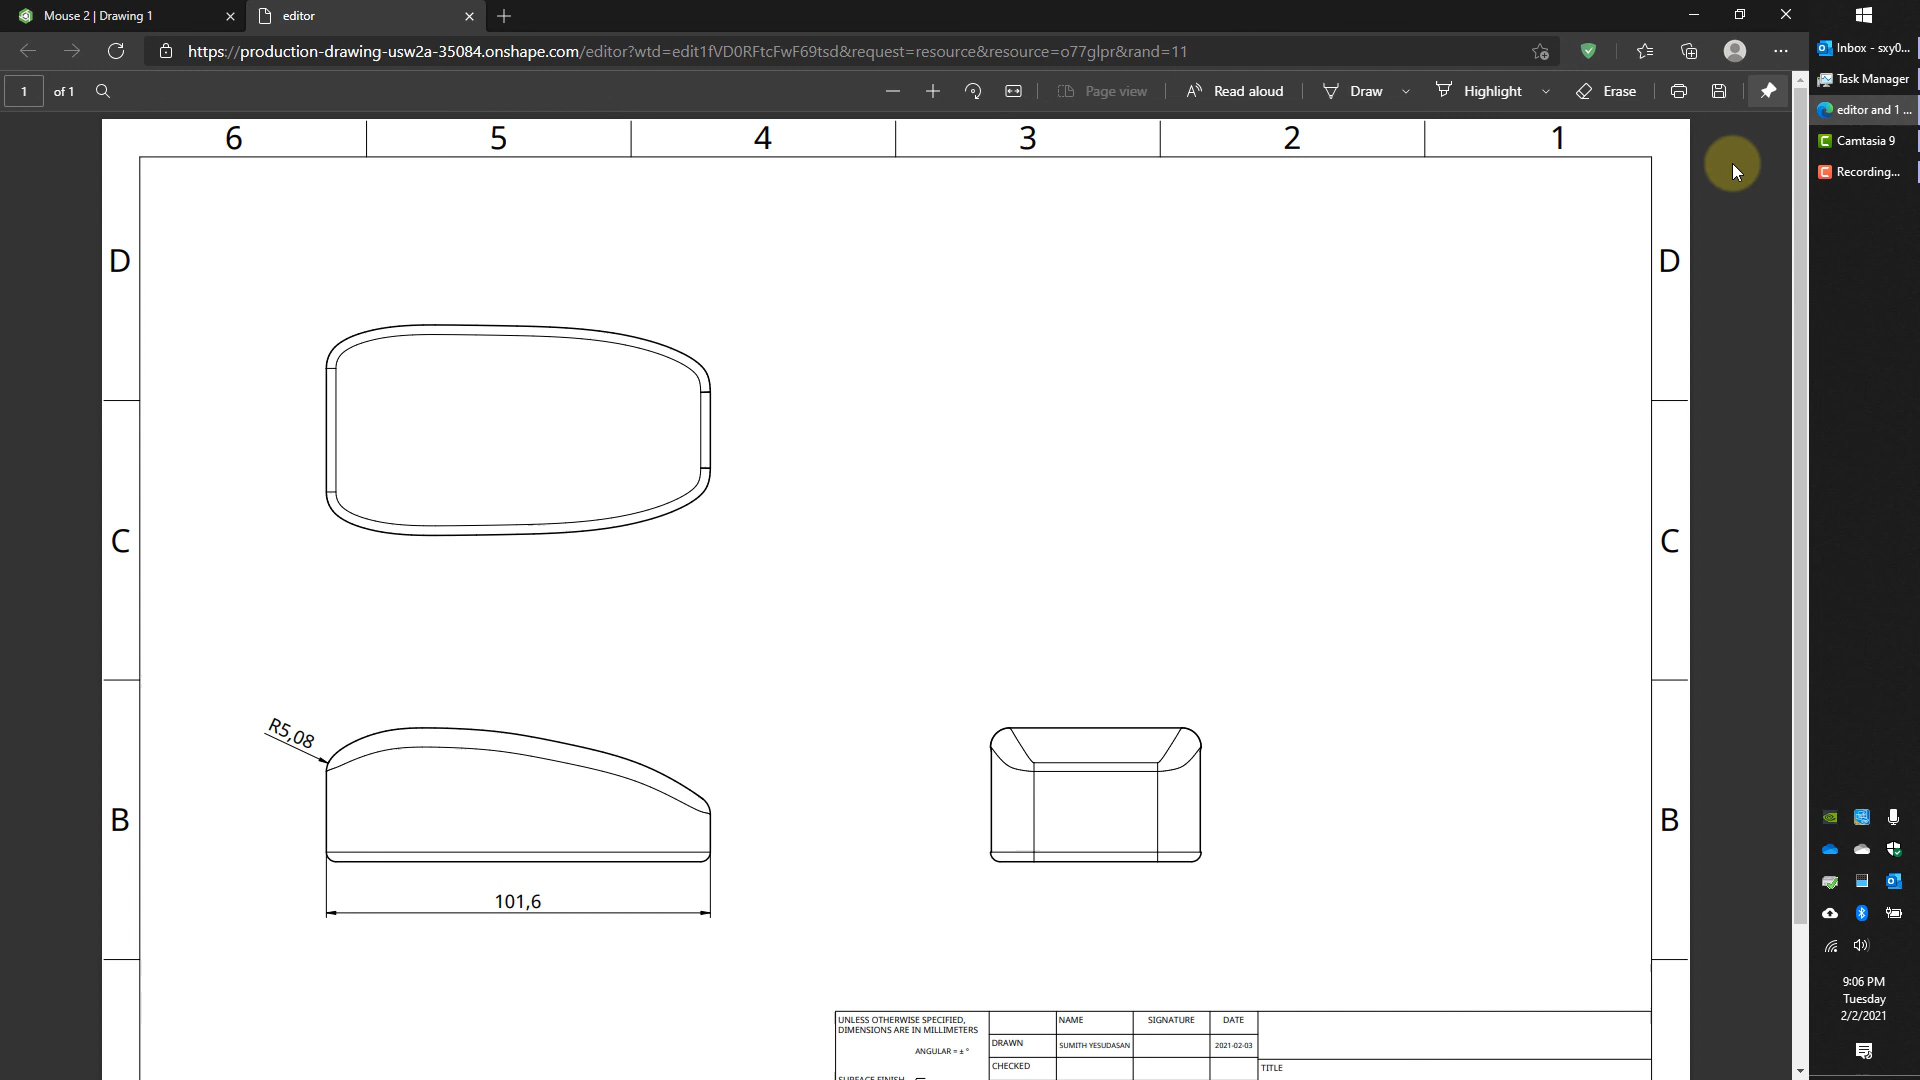 Mouse 2 | Drawing 1
editor
https://production-drawing-usw2a-35084.onshape.com/editor?wtd=edit1fVD0RFtcFwF69tsd&request=resource&resource=o77glpr&rand=11
1 of 1
Page view
Read aloud
Draw
Highlight
Erase
Inbox - sxy0...
Task Manager
editor and 1 ...
Camtasia 9
Recording...
6 5 4 3 2 1
D D
C C
R5,08
B B
101,6
UNLESS OTHERWISE SPECIFIED,
DIMENSIONS ARE IN MILLIMETERS
ANGULAR = ± °
SURFACE FINISH
NAME SIGNATURE DATE
DRAWN SUMITH YESUDASAN 2021-02-03
CHECKED
TITLE
9:06 PM
Tuesday
2/2/2021